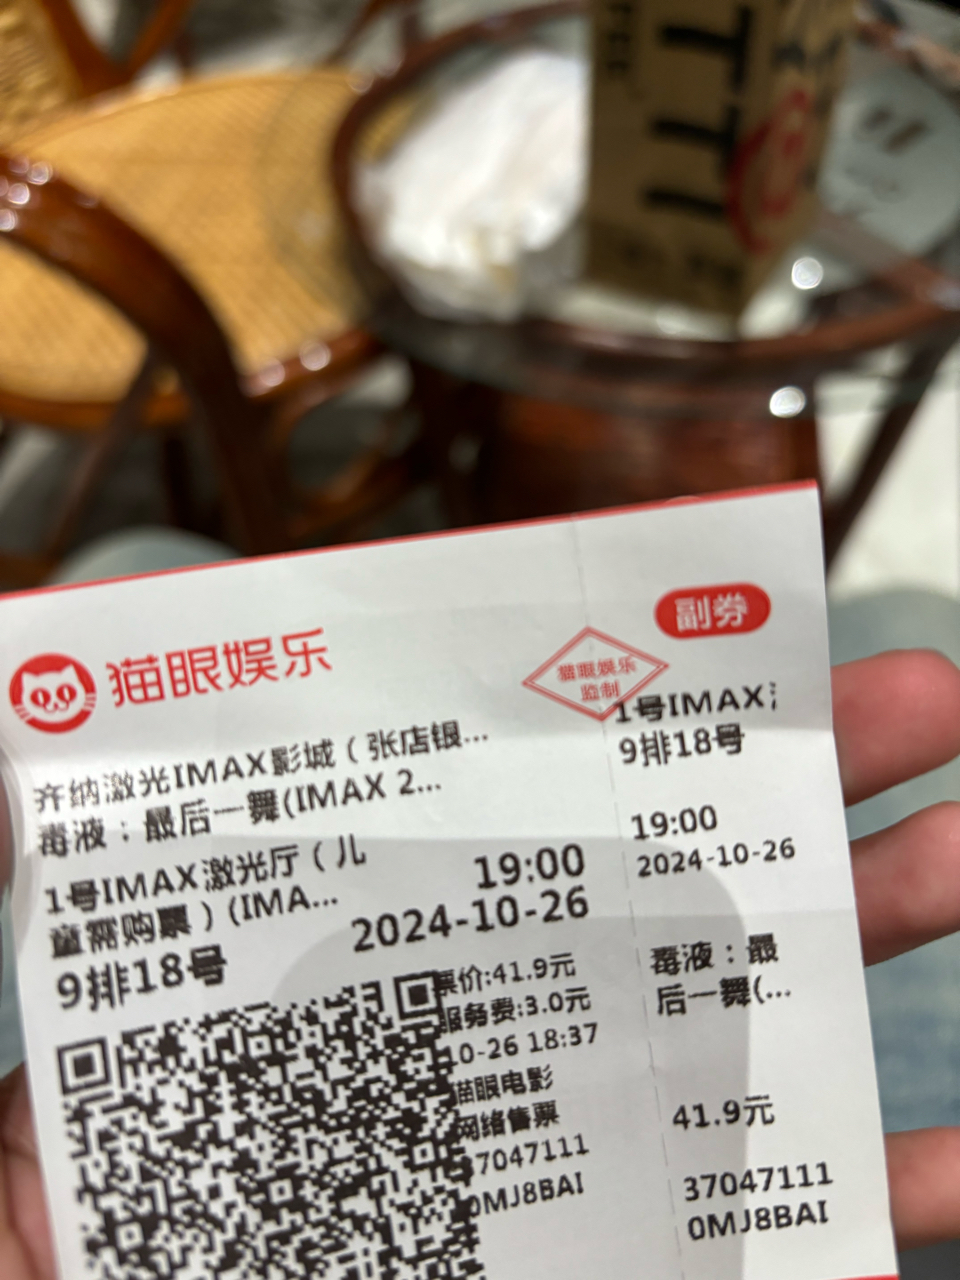 猫眼娱乐
齐纳激光IMAX影城（张店银...
毒液：最后一舞(IMAX 2...
1号IMAX激光厅（儿
童需购票）(IMA...
19:00
2024-10-26
9排18号
票价:41.9元
服务费:3.0元
10-26 18:37
猫眼电影
网络售票
37047111
0MJ8BAI
副券
猫眼娱乐
监制
1号IMAX
9排18号
19:00
2024-10-26
毒液：最
后一舞(...
41.9元
37047111
0MJ8BAI